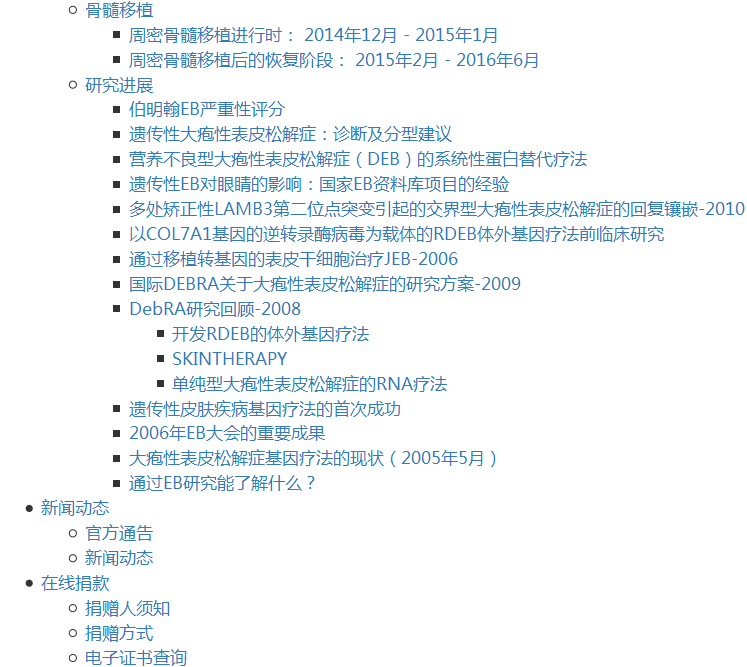 骨髓移植
周密骨髓移植进行时： 2014年12月 - 2015年1月
周密骨髓移植后的恢复阶段： 2015年2月 - 2016年6月
研究进展
伯明翰EB严重性评分
遗传性大疱性表皮松解症：诊断及分型建议
营养不良型大疱性表皮松解症（DEB）的系统性蛋白替代疗法
遗传性EB对眼睛的影响：国家EB资料库项目的经验
多处矫正性LAMB3第二位点突变引起的交界型大疱性表皮松解症的回复镶嵌-2010
以COL7A1基因的逆转录酶病毒为载体的RDEB体外基因疗法前临床研究
通过移植转基因的表皮干细胞治疗JEB-2006
国际DEBRA关于大疱性表皮松解症的研究方案-2009
DebRA研究回顾-2008
开发RDEB的体外基因疗法
SKINTHERAPY
单纯型大疱性表皮松解症的RNA疗法
遗传性皮肤疾病基因疗法的首次成功
2006年EB大会的重要成果
大疱性表皮松解症基因疗法的现状（2005年5月）
通过EB研究能了解什么？
新闻动态
官方通告
新闻动态
在线捐款
捐赠人须知
捐赠方式
电子证书查询